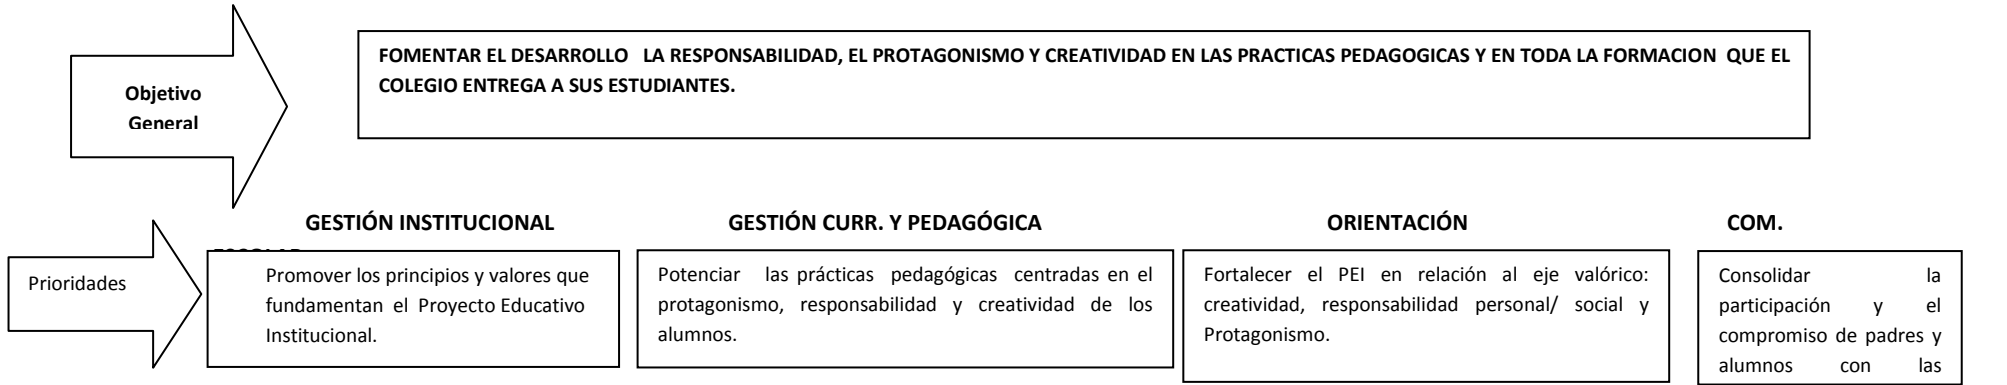 FOMENTAR EL DESARROLLO LA RESPONSABILIDAD, EL PROTAGONISMO Y CREATIVIDAD EN LAS PRACTICAS PEDAGOGICAS Y EN TODA LA FORMACION QUE EL
COLEGIO ENTREGA A SUS ESTUDIANTES.
Objetivo
General
GESTIÓN INSTITUCIONAL GESTIÓN CURR. Y PEDAGÓGICA ORIENTACIÓN COM.
Prioridades
Promover los principios y valores que
fundamentan el Proyecto Educativo
Institucional.
Potenciar las prácticas pedagógicas centradas en el
protagonismo, responsabilidad y creatividad de los
alumnos.
Fortalecer el PEI en relación al eje valórico:
creatividad, responsabilidad personal/ social y
Protagonismo.
Consolidar la
participación y el
compromiso de padres y
alumnos con las